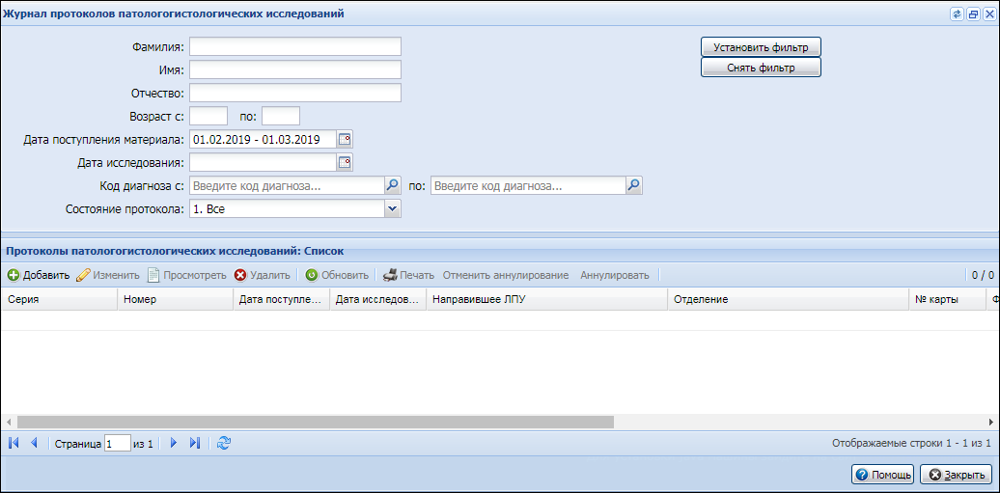 Журнал протоколов патологогистологических исследований
Фамилия:
Установить фильтр
Имя:
Снять фильтр
Отчество:
Возраст с: по:
Дата поступления материала: 01.02.2019 - 01.03.2019
Дата исследования:
Код диагноза с: Введите код диагноза... по: Введите код диагноза...
Состояние протокола: 1. Все
Протоколы патологогистологических исследований: Список
Добавить Изменить Просмотреть Удалить Обновить Печать Отменить аннулирование Аннулировать 0 / 0
Серия Номер Дата поступле... Дата исследов... Направившее ЛПУ Отделение № карты Ф
Страница 1 из 1 Отображаемые строки 1 - 1 из 1
Помощь Закрыть